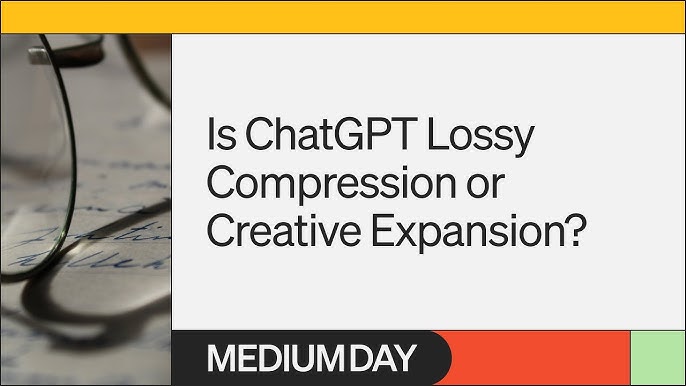 Is ChatGPT Lossy
Compression or
Creative Expansion?
MEDIUM DAY